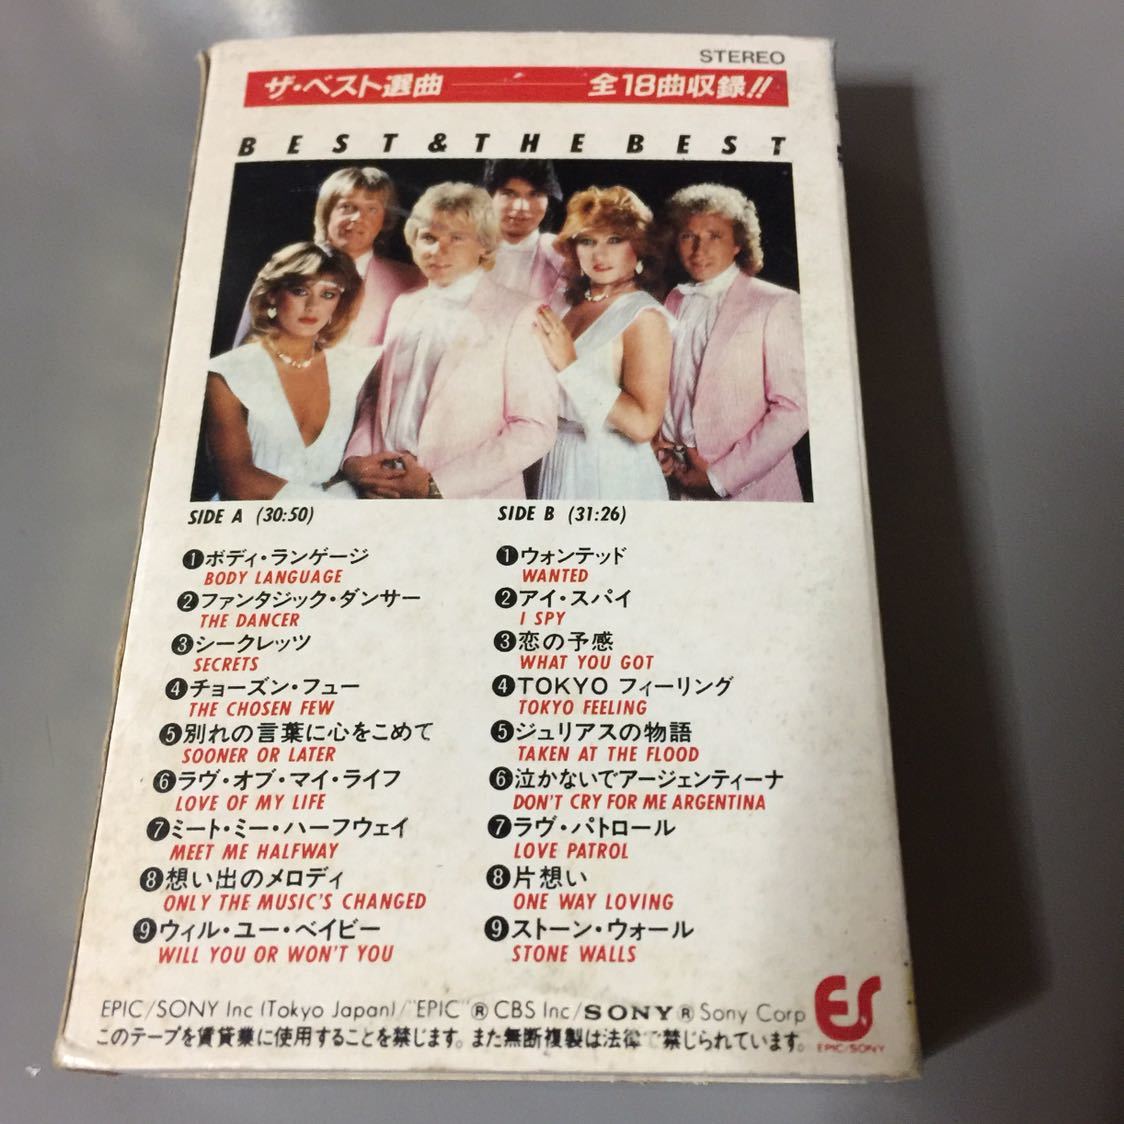 STEREO
ザ・ベスト選曲 全18曲収録!!
BEST & THE BEST
SIDE A (30:50)
❶ボディ・ランゲージ
BODY LANGUAGE
❷ファンタジック・ダンサー
THE DANCER
❸シークレッツ
SECRETS
❹チョーズン・フュー
THE CHOSEN FEW
❺別れの言葉に心をこめて
SOONER OR LATER
❻ラヴ・オブ・マイ・ライフ
LOVE OF MY LIFE
❼ミート・ミー・ハーフウェイ
MEET ME HALFWAY
❽想い出のメロディ
ONLY THE MUSIC'S CHANGED
❾ウィル・ユー・ベイビー
WILL YOU OR WON'T YOU
SIDE B (31:26)
❶ウォンテッド
WANTED
❷アイ・スパイ
I SPY
❸恋の予感
WHAT YOU GOT
❹TOKYO フィーリング
TOKYO FEELING
❺ジュリアスの物語
TAKEN AT THE FLOOD
❻泣かないでアージェンティーナ
DON'T CRY FOR ME ARGENTINA
❼ラヴ・パトロール
LOVE PATROL
❽片想い
ONE WAY LOVING
❾ストーン・ウォール
STONE WALLS
EPIC/SONY Inc (Tokyo Japan)/"EPIC" ® CBS Inc/SONY ® Sony Corp
このテープを賃貸業に使用することを禁じます。また無断複製は法律で禁じられています。
ES
EPIC/SONY